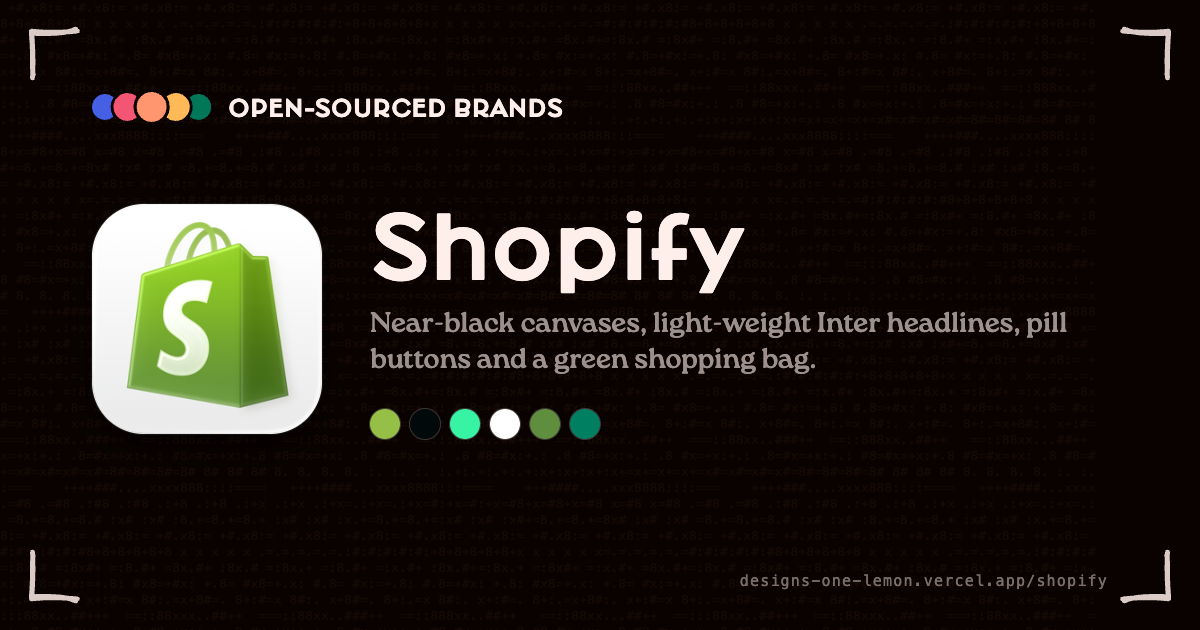 OPEN-SOURCED BRANDS
S
Shopify
Near-black canvases, light-weight Inter headlines, pill
buttons and a green shopping bag.
designs-one-lemon.vercel.app/shopify